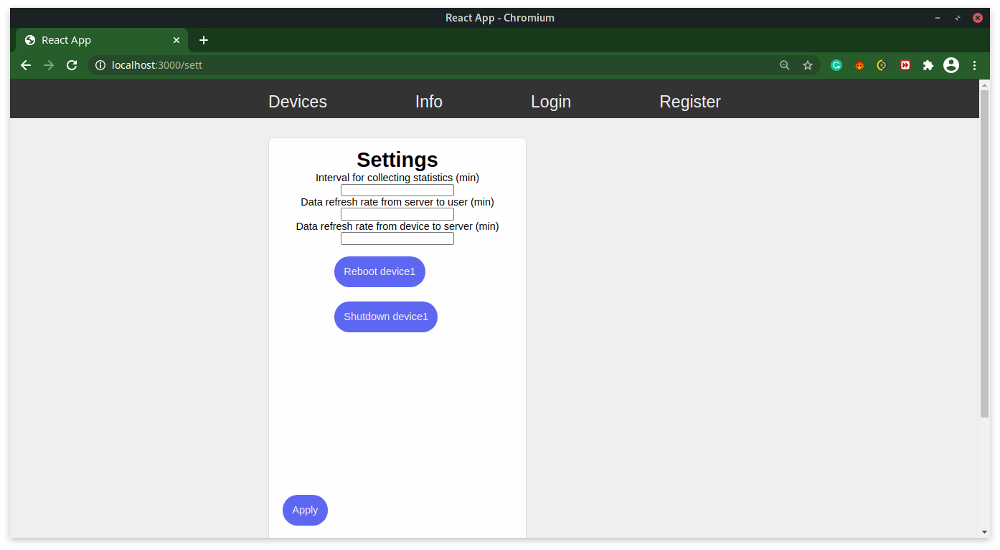 React App - Chromium
React App
localhost:3000/sett
Devices Info Login Register
Settings
Interval for collecting statistics (min)
Data refresh rate from server to user (min)
Data refresh rate from device to server (min)
Reboot device1
Shutdown device1
Apply